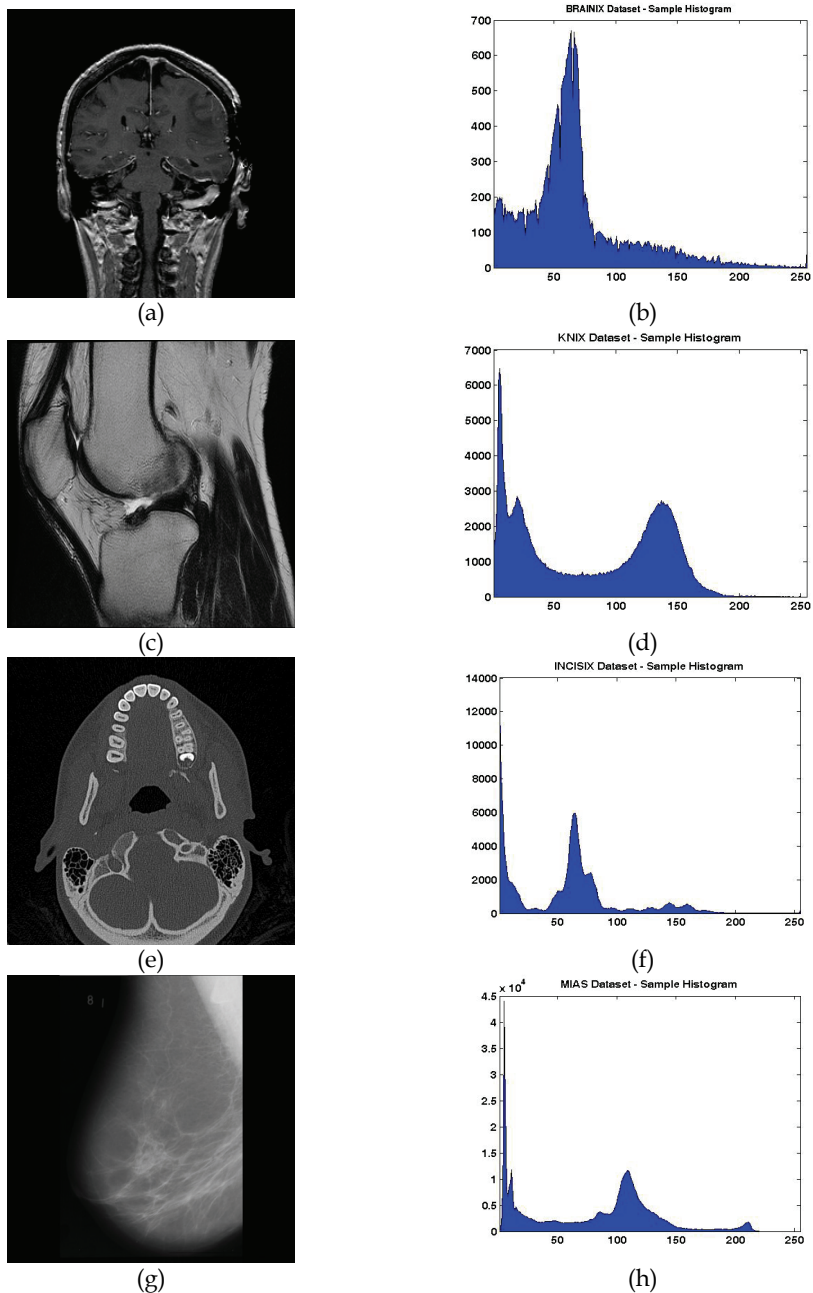 BRAINIX Dataset - Sample Histogram
700
600
500
400
300
200
100
0
50 100 150 200 250
(a) (b)
KNIX Dataset - Sample Histogram
7000
6000
5000
4000
3000
2000
1000
0
50 100 150 200 250
(c) (d)
INCISIX Dataset - Sample Histogram
14000
12000
10000
8000
6000
4000
2000
0
50 100 150 200 250
(e) (f)
MIAS Dataset - Sample Histogram
x 10⁴
4.5
4
3.5
3
2.5
2
1.5
1
0.5
0
50 100 150 200 250
(g) (h)